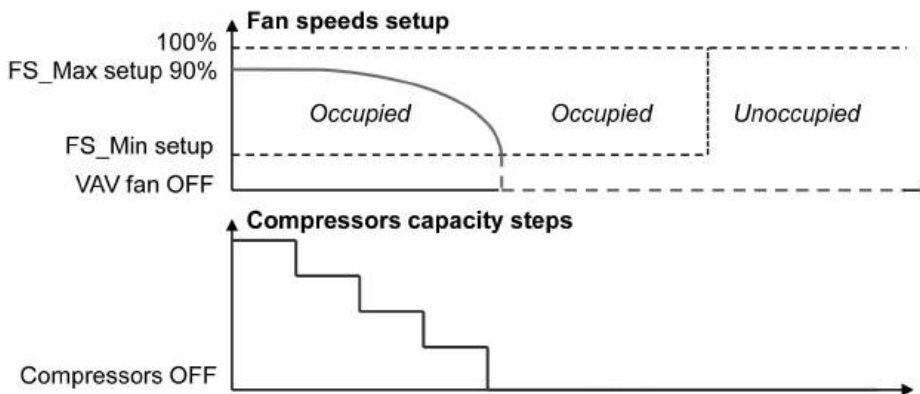 Fan speeds setup
100%
FS_Max setup 90%
Occupied
Occupied
Unoccupied
FS_Min setup
VAV fan OFF
Compressors capacity steps
Compressors OFF